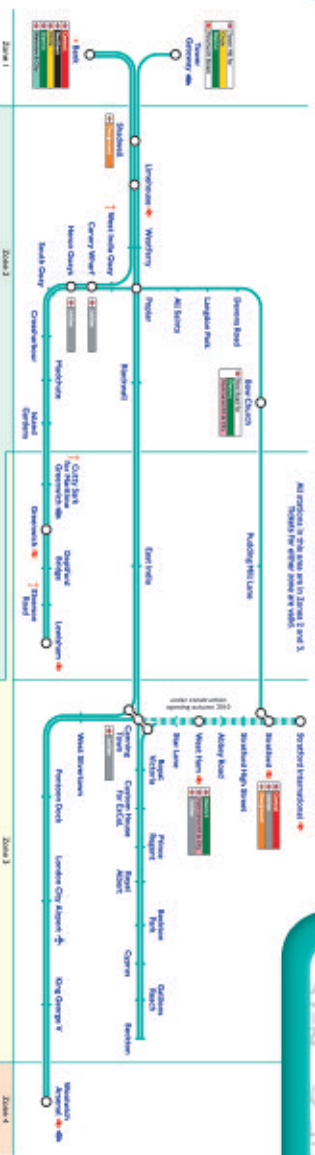 Tower
Gateway
Bank
Shadwell
Limehouse
Westferry
West India Quay
Canary Wharf
Heron Quays
South Quay
Crossharbour
Mudchute
Island
Gardens
Cutty Sark
for Maritime
Greenwich
Greenwich
Deptford
Bridge
Elverson
Road
Lewisham
Poplar
All Saints
Langdon Park
Devons Road
Bow Church
Pudding Mill Lane
Blackwall
East India
All stations in this area are in Zones 2 and 3.
Tickets for either zone are valid.
under construction
opening autumn 2010
Stratford International
Stratford
Stratford High Street
Abbey Road
West Ham
Star Lane
Canning
Town
Royal
Victoria
Custom House
for ExCeL
Prince
Regent
Royal
Albert
Beckton
Park
Cyprus
Gallions
Reach
Beckton
West Silvertown
Pontoon Dock
London City Airport
King George V
Woolwich
Arsenal
Zone 1
Zone 2
Zone 3
Zone 4